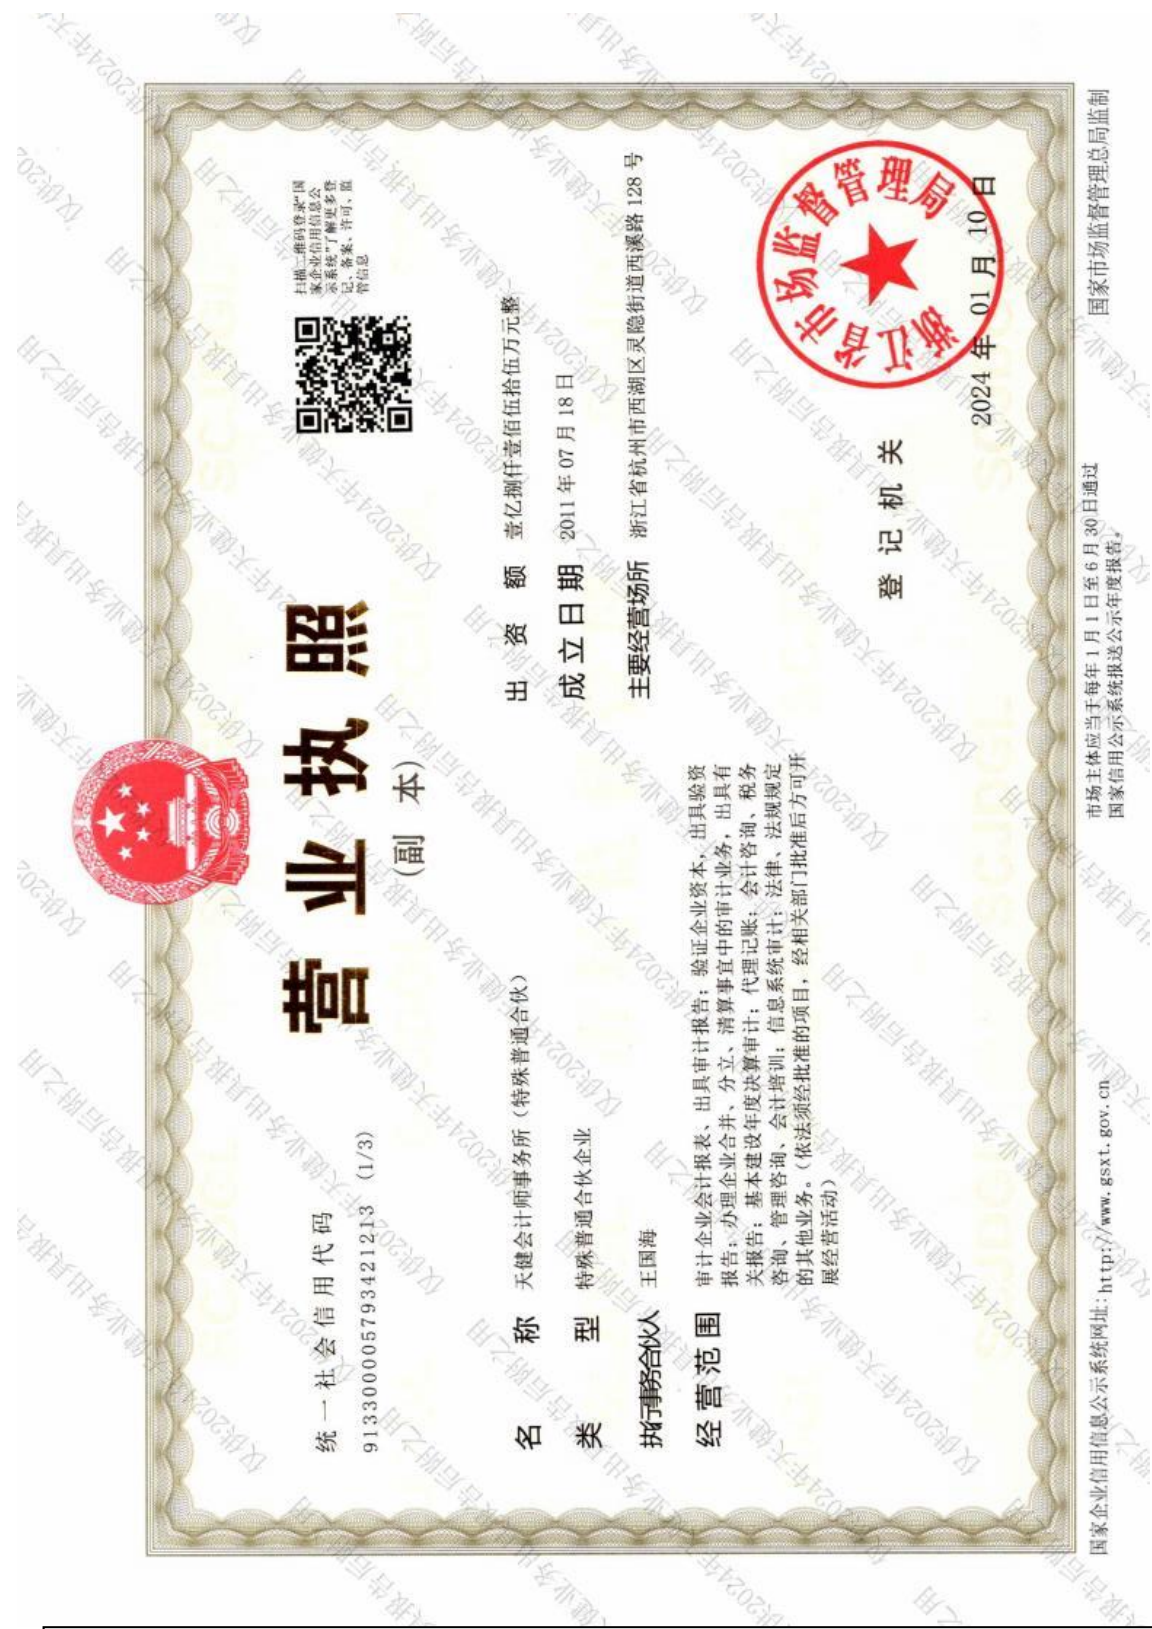 营业执照
(副 本)
统一社会信用代码
913300005793421213 (1/3)
扫描二维码登录“国
家企业信用信息公
示系统”了解更多登
记、备案、许可、监
管信息
名 称 天健会计师事务所（特殊普通合伙）
类 型 特殊普通合伙企业
执行事务合伙人 王国海
经营范围 审计企业会计报表、出具审计报告；验证企业资本，出具验资
报告；办理企业合并、分立、清算事宜中的审计业务，出具有
关报告；基本建设年度决算审计；代理记账；会计咨询、税务
咨询、管理咨询、会计培训；信息系统审计；法律、法规规定
的其他业务。（依法须经批准的项目，经相关部门批准后方可开
展经营活动）
出 资 额 壹亿捌仟壹佰伍拾伍万元整
成立日期 2011年07月18日
主要经营场所 浙江省杭州市西湖区灵隐街道西溪路128号
登记机关
浙江省市场监督管理局
2024年 01月 10日
国家企业信用信息公示系统网址：http://www.gsxt.gov.cn
市场主体应当于每年1月1日至6月30日通过
国家信用公示系统报送公示年度报告。
国家市场监督管理总局监制
仅供2024年天健业务出具报告后附之用